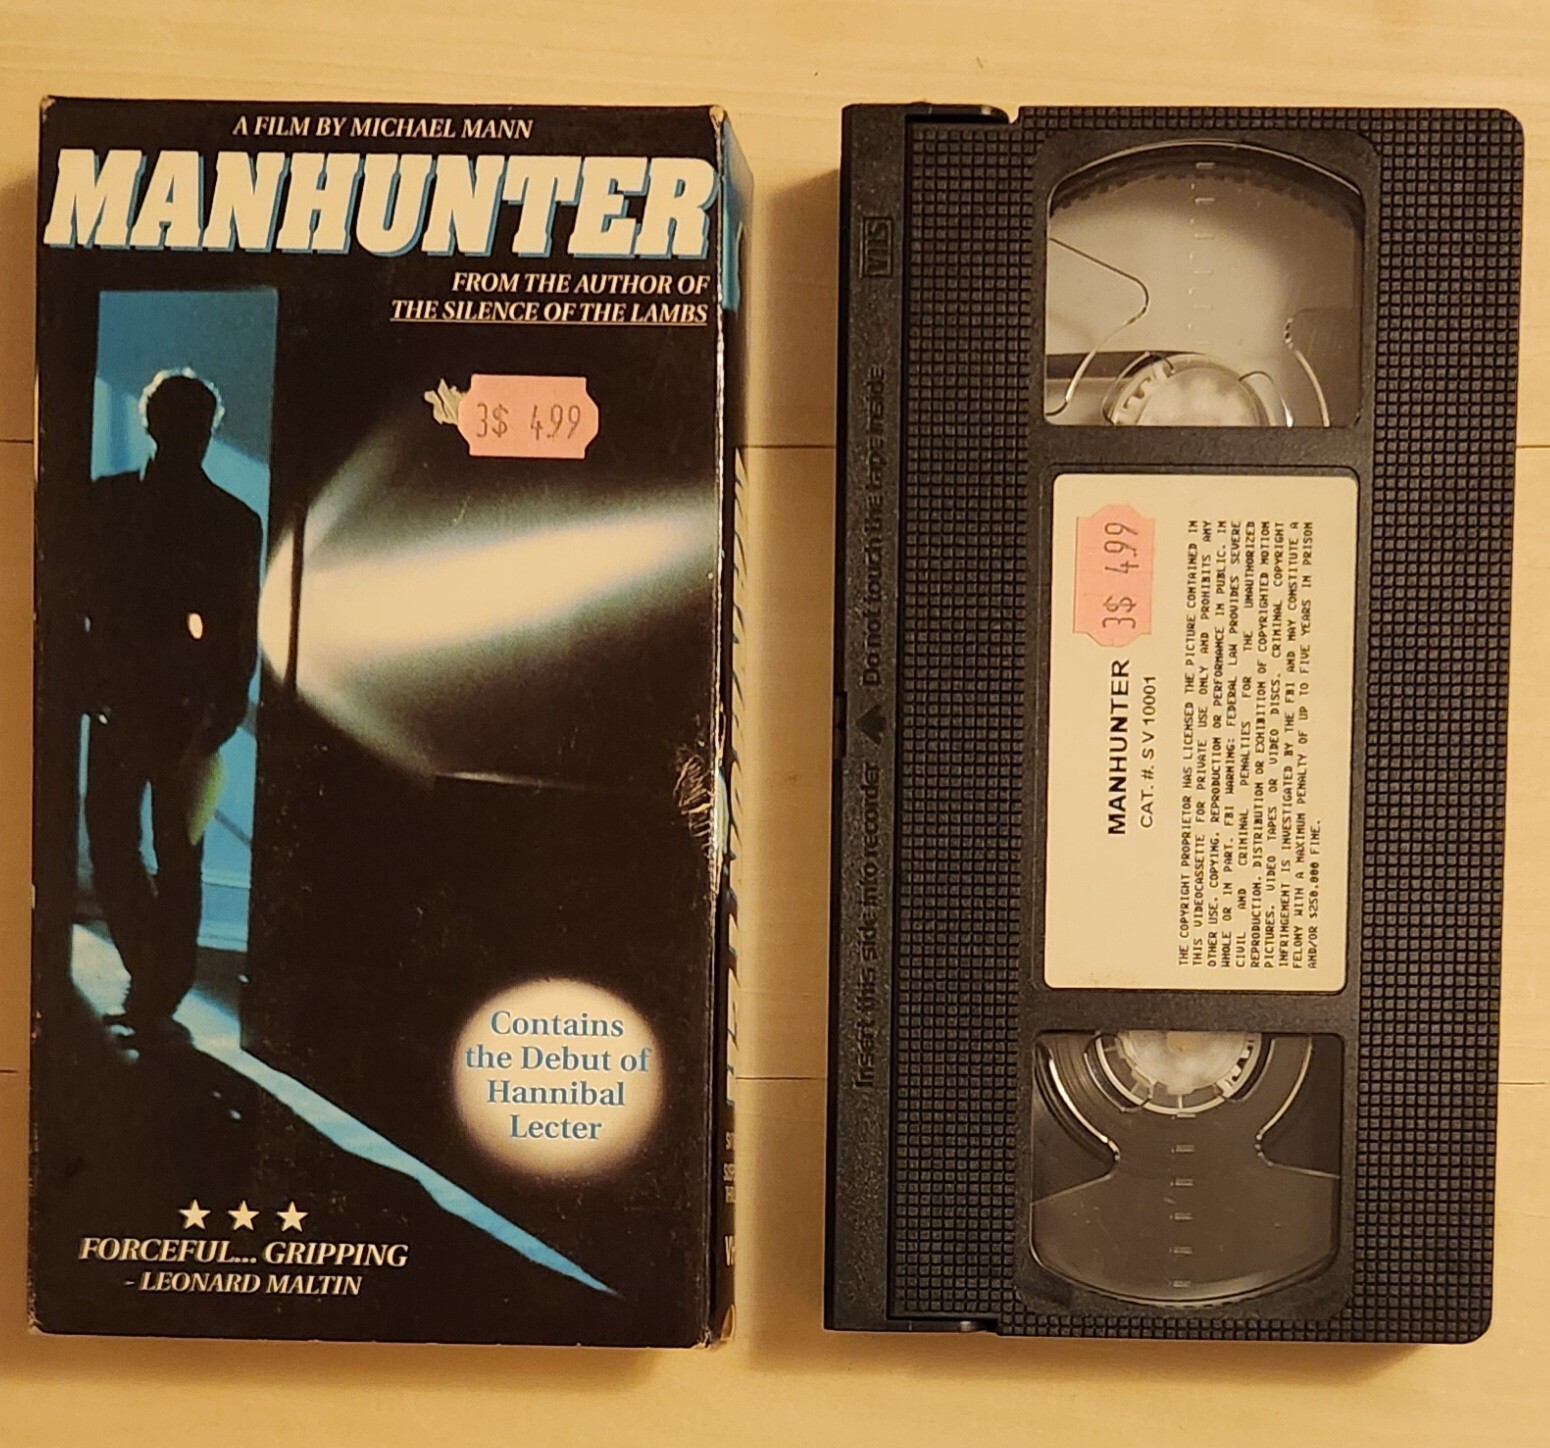 A FILM BY MICHAEL MANN
MANHUNTER
FROM THE AUTHOR OF
THE SILENCE OF THE LAMBS
3$ 4.99
Contains
the Debut of
Hannibal
Lecter
★ ★ ★
FORCEFUL... GRIPPING
- LEONARD MALTIN
VHS
Insert this side into recorder ▲ Do not touch the tape inside
3$ 4.99
MANHUNTER
CAT. #. S V 10001
THE COPYRIGHT PROPRIETOR HAS LICENSED THE PICTURE CONTAINED IN
THIS VIDEOCASSETTE FOR PRIVATE USE ONLY AND PROHIBITS ANY
OTHER USE, COPYING, REPRODUCTION OR PERFORMANCE IN PUBLIC, IN
WHOLE OR IN PART. FBI WARNING: FEDERAL LAW PROVIDES SEVERE
CIVIL AND CRIMINAL PENALTIES FOR THE UNAUTHORIZED
REPRODUCTION, DISTRIBUTION OR EXHIBITION OF COPYRIGHTED MOTION
PICTURES, VIDEO TAPES OR VIDEO DISCS. CRIMINAL COPYRIGHT
INFRINGEMENT IS INVESTIGATED BY THE FBI AND MAY CONSTITUTE A
FELONY WITH A MAXIMUM PENALTY OF UP TO FIVE YEARS IN PRISON
AND/OR $250.000 FINE.